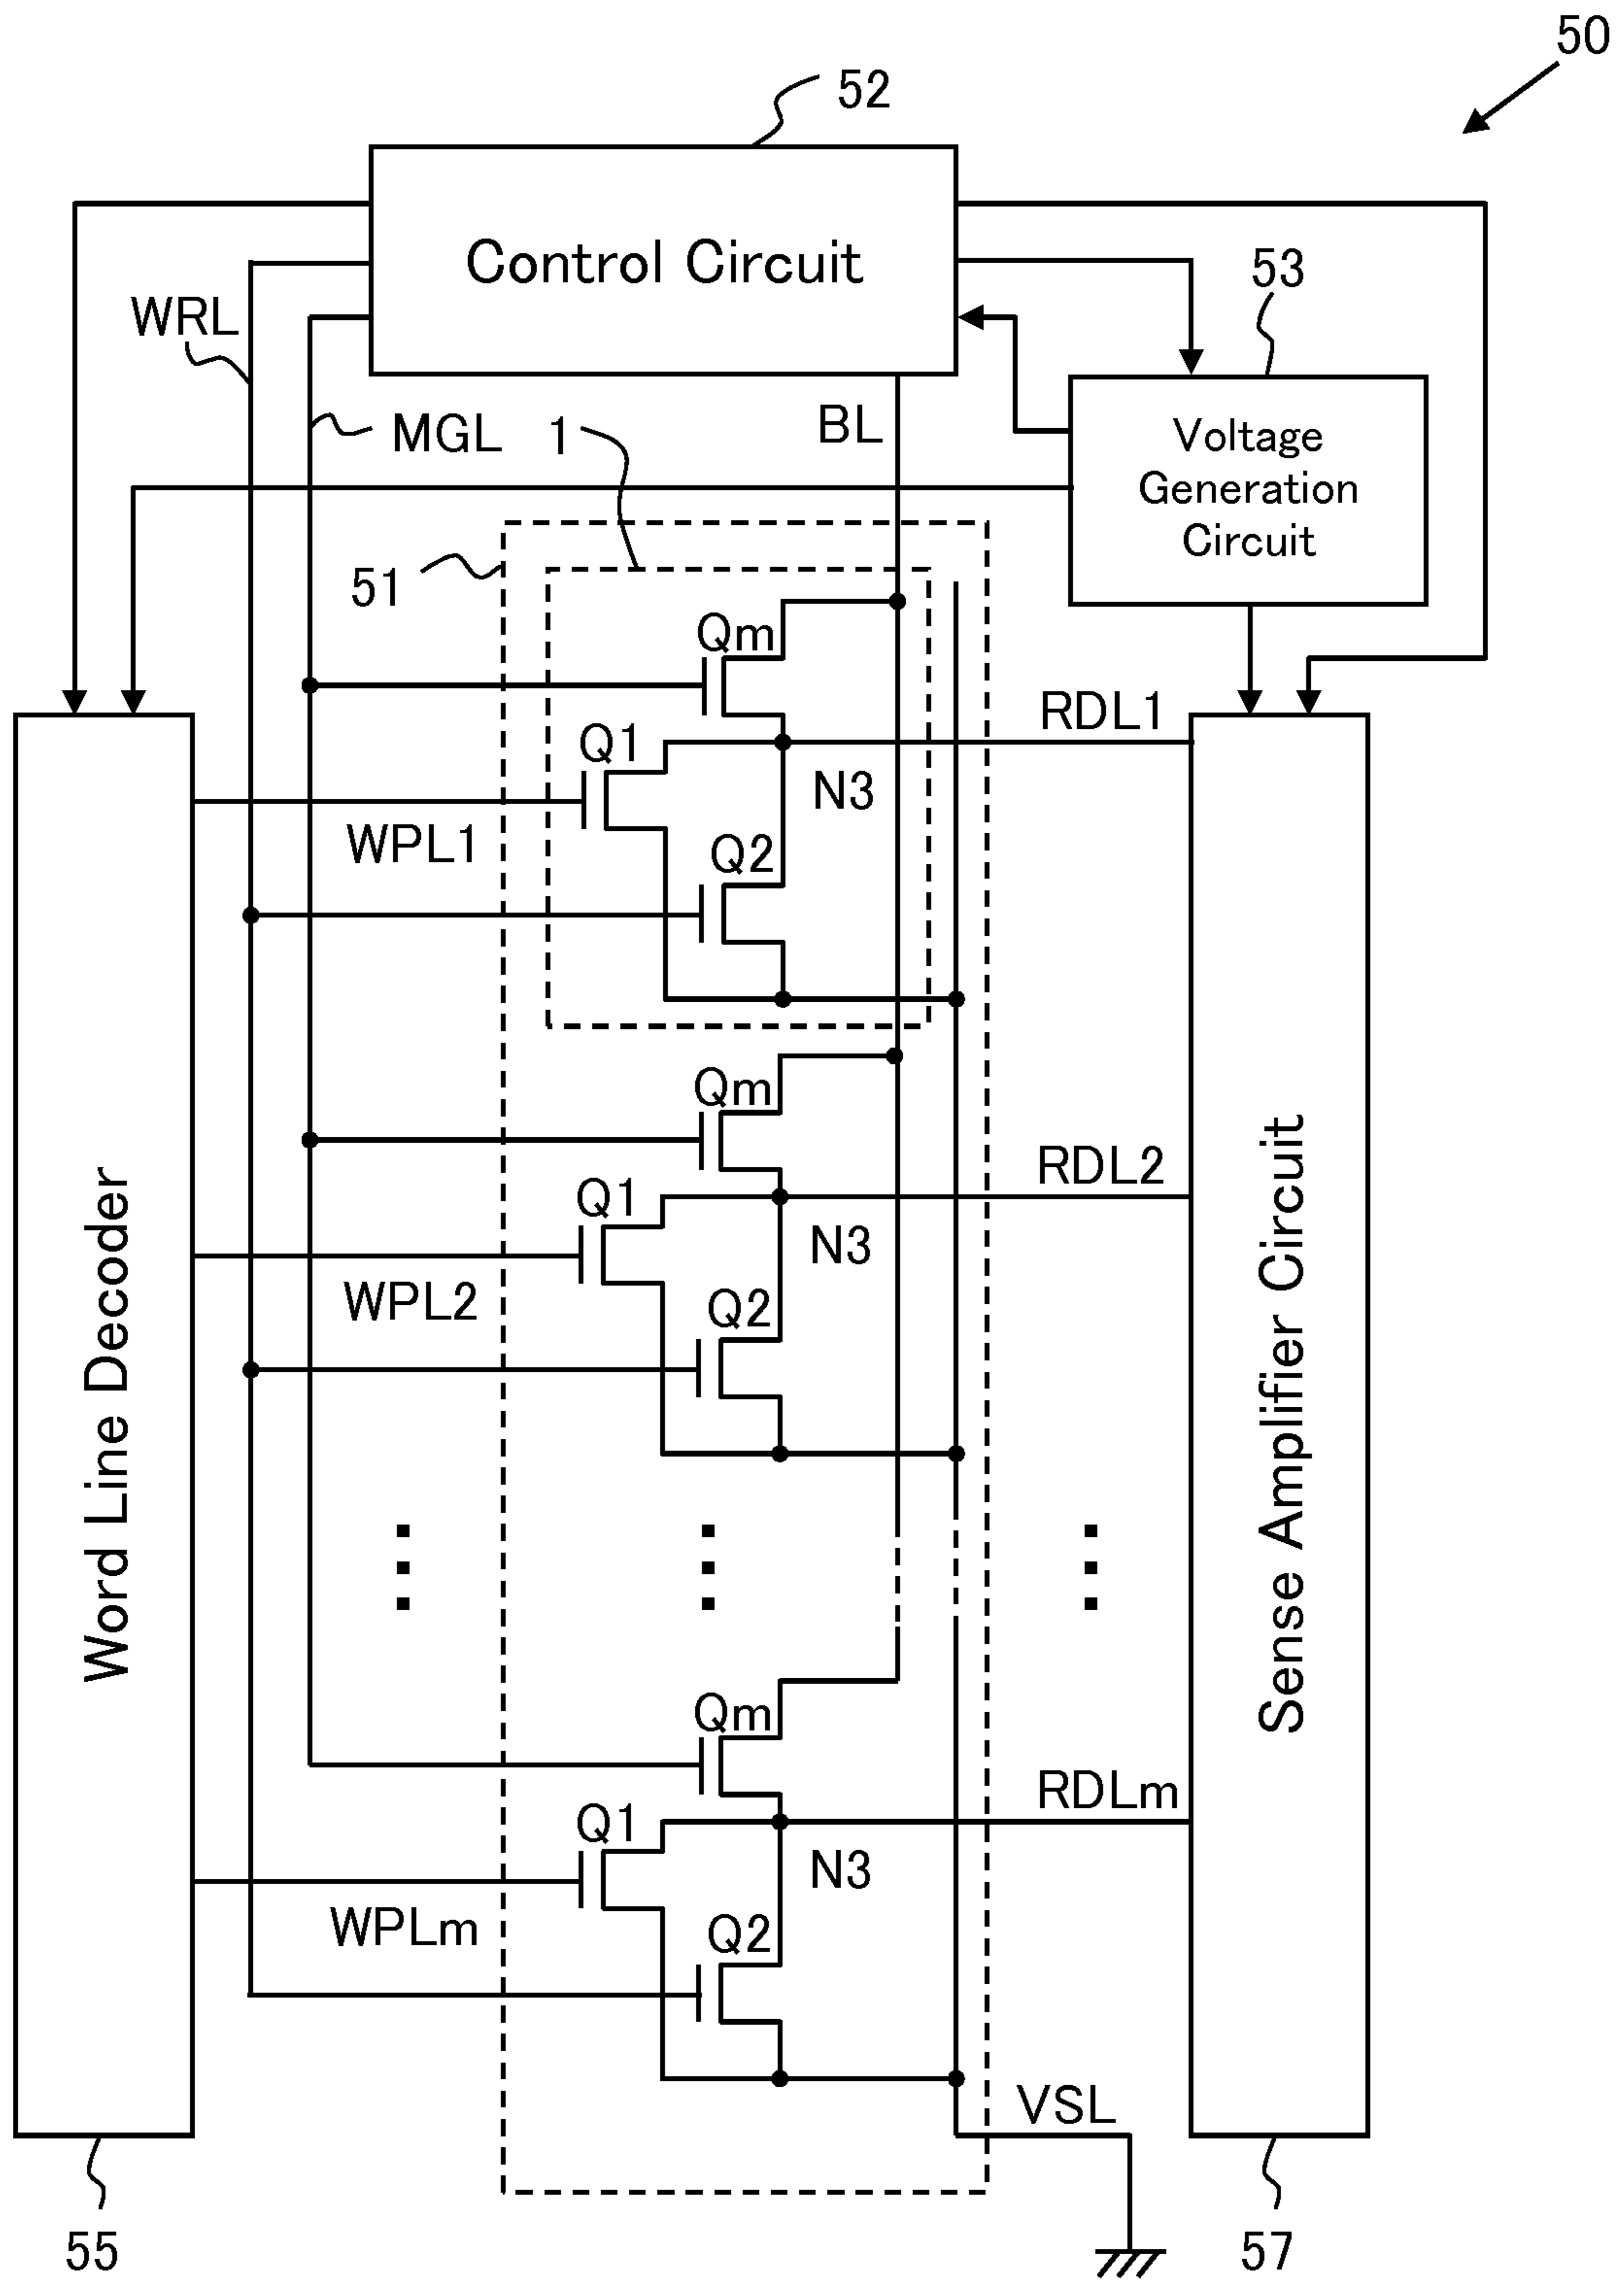 50
52
Control Circuit
53
WRL
MGL
1
BL
Voltage
Generation
Circuit
51
Qm
RDL1
Q1
N3
WPL1
Q2
Qm
RDL2
Q1
N3
WPL2
Q2
Word Line Decoder
Sense Amplifier Circuit
Qm
RDLm
Q1
N3
WPLm
Q2
VSL
55
57